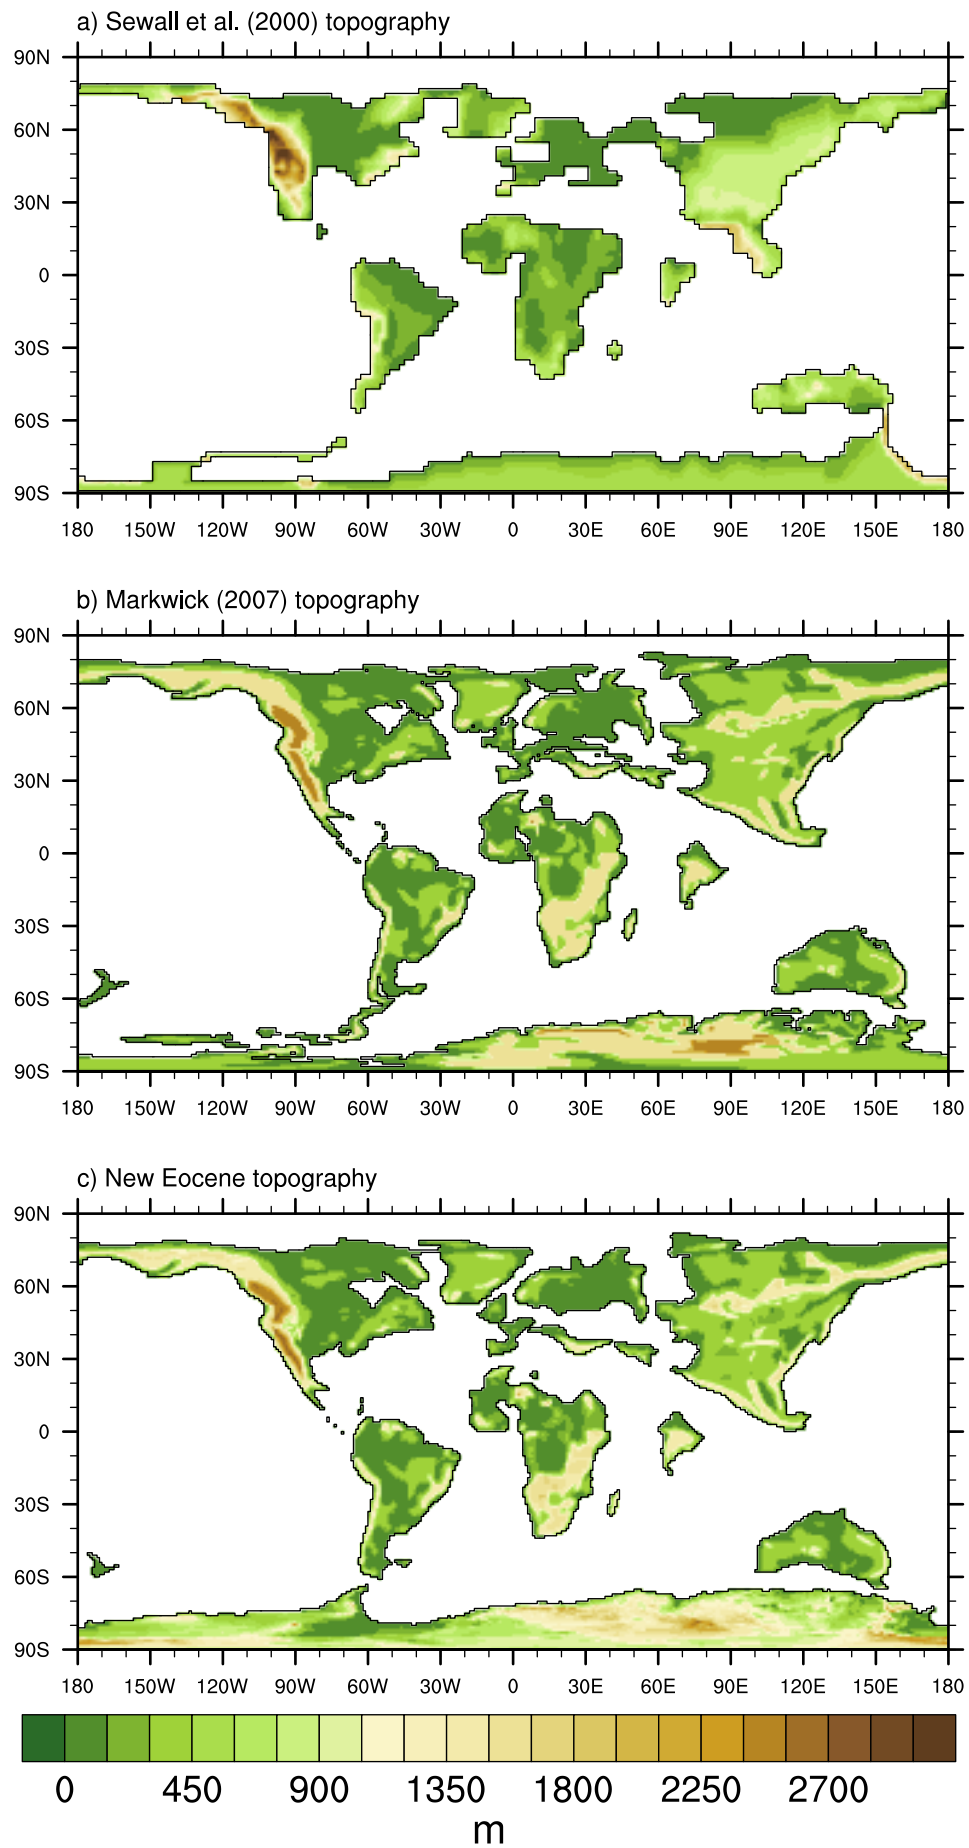 a) Sewall et al. (2000) topography
90N
60N
30N
0
30S
60S
90S
180 150W 120W 90W 60W 30W 0 30E 60E 90E 120E 150E 180
b) Markwick (2007) topography
90N
60N
30N
0
30S
60S
90S
180 150W 120W 90W 60W 30W 0 30E 60E 90E 120E 150E 180
c) New Eocene topography
90N
60N
30N
0
30S
60S
90S
180 150W 120W 90W 60W 30W 0 30E 60E 90E 120E 150E 180
0 450 900 1350 1800 2250 2700
m